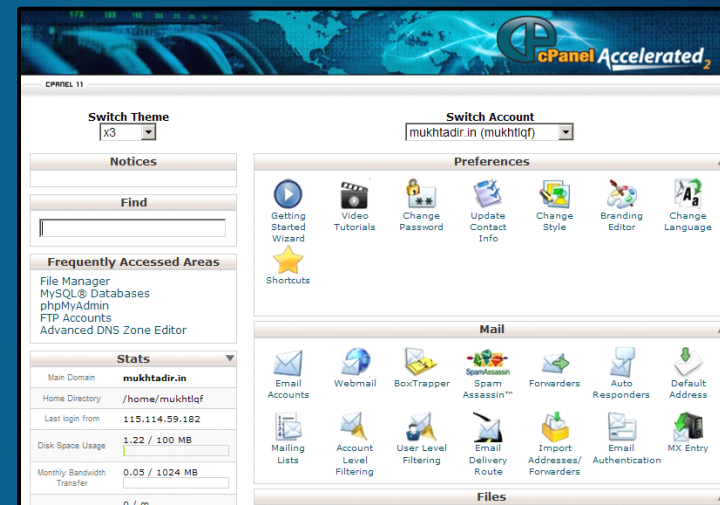 cPanel Accelerated 2
CPANEL 11
Switch Theme
x3
Switch Account
mukhtadir.in (mukhtlqf)
Notices
Find
Frequently Accessed Areas
File Manager
MySQL® Databases
phpMyAdmin
FTP Accounts
Advanced DNS Zone Editor
Stats
Main Domain mukhtadir.in
Home Directory /home/mukhtlqf
Last login from 115.114.59.182
Disk Space Usage 1.22 / 100 MB
Monthly Bandwidth Transfer 0.05 / 1024 MB
Preferences
Getting Started Wizard
Video Tutorials
Change Password
Update Contact Info
Change Style
Branding Editor
Change Language
Shortcuts
Mail
Email Accounts
Webmail
BoxTrapper
SpamAssassin
Spam Assassin™
Forwarders
Auto Responders
Default Address
Mailing Lists
Account Level Filtering
User Level Filtering
Email Delivery Route
Import Addresses/ Forwarders
Email Authentication
MX Entry
Files